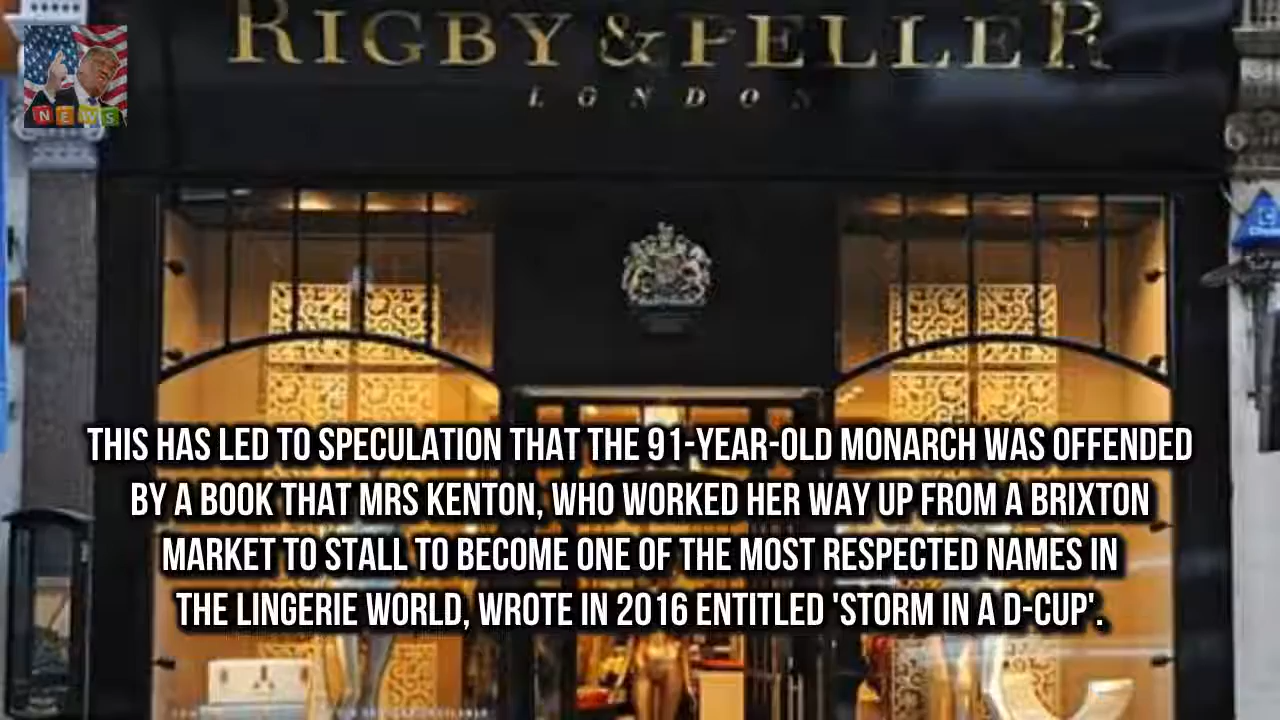 RIGBY & PELLER
LONDON
NEWS
THIS HAS LED TO SPECULATION THAT THE 91-YEAR-OLD MONARCH WAS OFFENDED
BY A BOOK THAT MRS KENTON, WHO WORKED HER WAY UP FROM A BRIXTON
MARKET TO STALL TO BECOME ONE OF THE MOST RESPECTED NAMES IN
THE LINGERIE WORLD, WROTE IN 2016 ENTITLED 'STORM IN A D-CUP'.